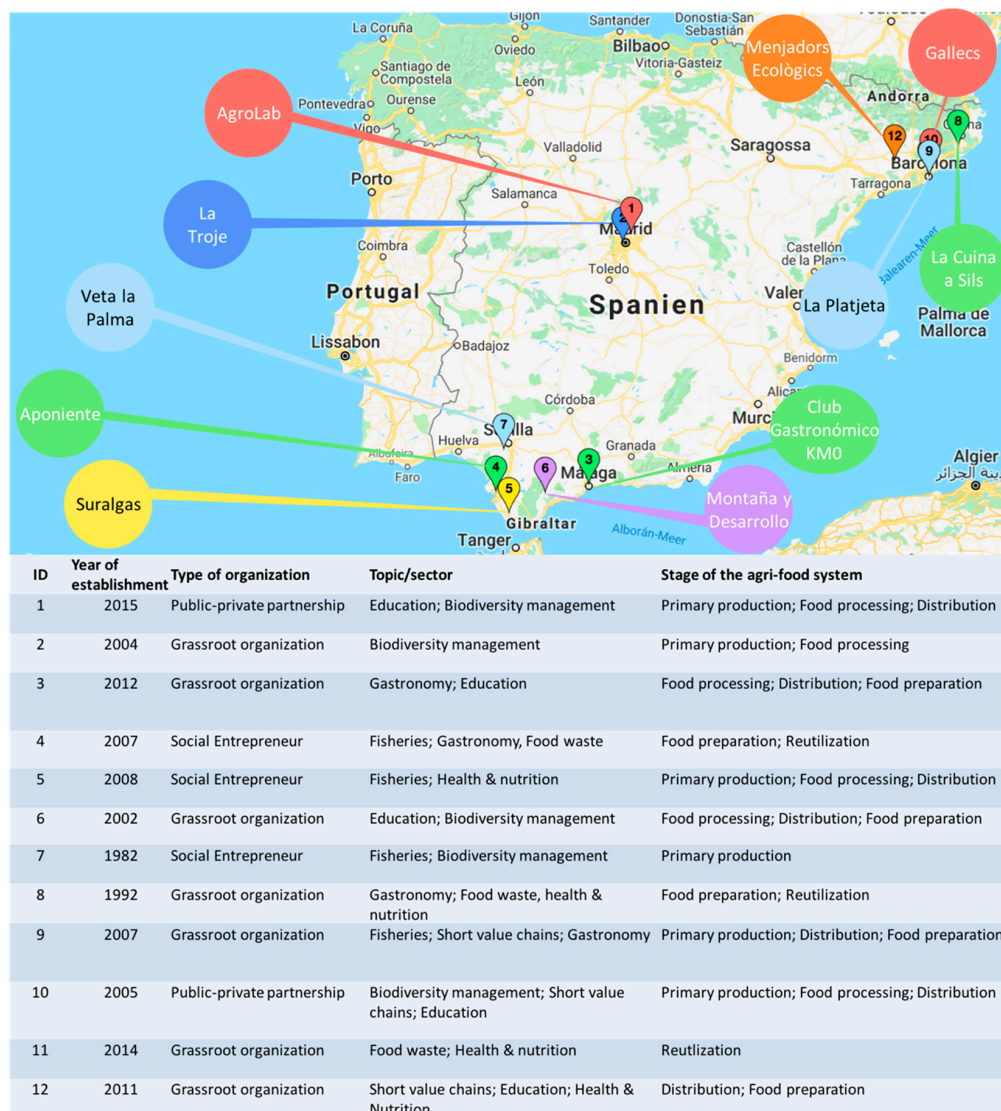 La Coruña
Gijón
Santander
Donostia-San
Sebastián
Oviedo
Bilbao
Vitoria-Gasteiz
Santiago de
Compostela
León
Menjadors
Ecològics
Gallecs
Andorra
Pontevedra
Ourense
Vigo
AgroLab
Valladolid
Saragossa
12
10
8
9
Barcelona
Porto
Salamanca
Tarragona
La
Troje
1
2
Madrid
Coimbra
Toledo
Castellón
de la Plana
Balearen-Meer
La Cuina
a Sils
Veta la
Palma
Portugal
Spanien
La Platjeta
Palma de
Mallorca
Lissabon
Badajoz
Benidorm
Aponiente
Córdoba
Club
Gastronómico
KM0
7
Huelva
Albufeira
Faro
Granada
4
6
3
Málaga
Almería
Algier
مدينة الجزائر
Suralgas
5
Montaña y
Desarrollo
Gibraltar
Alborán-Meer
Tanger
ID Year of establishment Type of organization Topic/sector Stage of the agri-food system
1 2015 Public-private partnership Education; Biodiversity management Primary production; Food processing; Distribution
2 2004 Grassroot organization Biodiversity management Primary production; Food processing
3 2012 Grassroot organization Gastronomy; Education Food processing; Distribution; Food preparation
4 2007 Social Entrepreneur Fisheries; Gastronomy, Food waste Food preparation; Reutilization
5 2008 Social Entrepreneur Fisheries; Health & nutrition Primary production; Food processing; Distribution
6 2002 Grassroot organization Education; Biodiversity management Food processing; Distribution; Food preparation
7 1982 Social Entrepreneur Fisheries; Biodiversity management Primary production
8 1992 Grassroot organization Gastronomy; Food waste, health & Food preparation; Reutilization
nutrition
9 2007 Grassroot organization Fisheries; Short value chains; Gastronomy Primary production; Distribution; Food preparation
10 2005 Public-private partnership Biodiversity management; Short value Primary production; Food processing; Distribution
chains; Education
11 2014 Grassroot organization Food waste; Health & nutrition Reutlization
12 2011 Grassroot organization Short value chains; Education; Health & Distribution; Food preparation
Nutrition